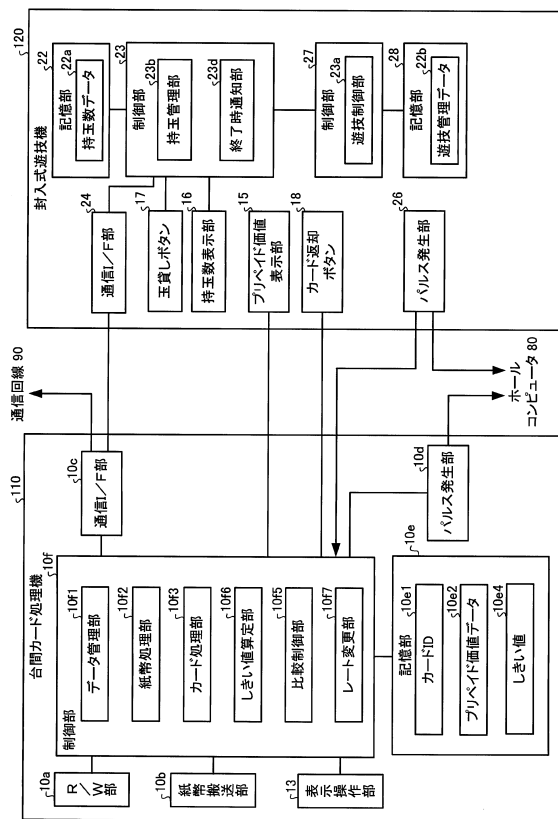 110
台間カード処理機
10a
R/W部
10b
紙幣搬送部
13
表示操作部
10f
制御部
10f1
データ管理部
10f2
紙幣処理部
10f3
カード処理部
10f6
しきい値算定部
10f5
比較制御部
10f7
レート変更部
10c
通信I/F部
10d
パルス発生部
10e
記憶部
10e1
カードID
10e2
プリペイド価値データ
10e4
しきい値
通信回線 90
ホール
コンピュータ 80
120
封入式遊技機
22
記憶部
22a
持玉数データ
23
制御部
23b
持玉管理部
23d
終了時通知部
27
制御部
23a
遊技制御部
28
記憶部
22b
遊技管理データ
24
通信I/F部
17
玉貸しボタン
16
持玉数表示部
15
プリペイド価値
表示部
18
カード返却
ボタン
26
パルス発生部